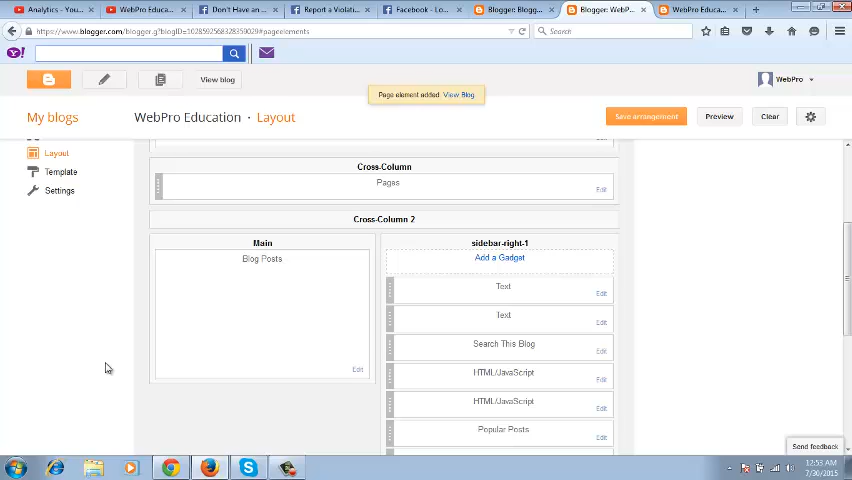 Analytics - You...
WebPro Educa...
Don't Have an ...
Report a Violati...
Facebook - Lo...
Blogger: Blogg...
Blogger: WebP...
WebPro Educa...
https://www.blogger.com/blogger.g?blogID=1028592568328359029#pageelements
Search
Y!
View blog
Page element added View Blog
WebPro
My blogs
WebPro Education · Layout
Save arrangement
Preview
Clear
Layout
Template
Settings
Cross-Column
Pages
Edit
Cross-Column 2
Main
Blog Posts
Edit
sidebar-right-1
Add a Gadget
Text
Edit
Text
Edit
Search This Blog
Edit
HTML/JavaScript
Edit
HTML/JavaScript
Edit
Popular Posts
Edit
Send feedback
12:53 AM
7/30/2015